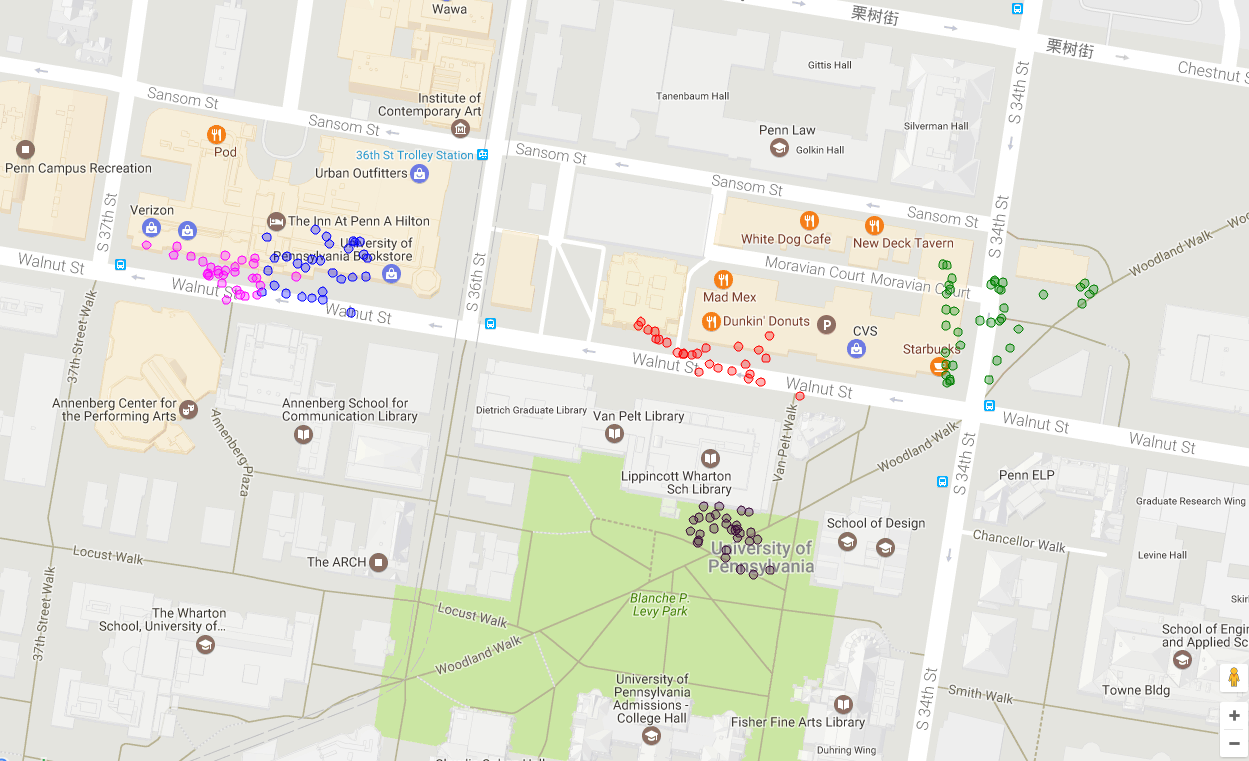 Wawa
栗树街
栗树街
Chestnut S
Gittis Hall
Sansom St
Institute of
Contemporary Art
Tanenbaum Hall
S 34th St
Sansom St
Penn Law
Golkin Hall
Silverman Hall
Pod
36th St Trolley Station
Sansom St
Penn Campus Recreation
Urban Outfitters
Sansom St
Sansom St
Verizon
S 37th St
The Inn At Penn A Hilton
White Dog Cafe
New Deck Tavern
S 34th St
Woodland Walk
Wo
University of
Pennsylvania Bookstore
Moravian Court
Moravian Court
Walnut St
Walnut St
S 36th St
Mad Mex
Walnut St
Dunkin' Donuts
CVS
Starbucks
37th Street Walk
Walnut St
Walnut St
Annenberg Center for
the Performing Arts
Annenberg School for
Communication Library
Dietrich Graduate Library
Van Pelt Library
Van Pelt Walk
Woodland Walk
Walnut St
Walnut St
Annenberg Plaza
Lippincott Wharton
Sch Library
S 34th St
Penn ELP
Graduate Research Wing
School of Design
Chancellor Walk
University of
Pennsylvania
Levine Hall
Locust Walk
The ARCH
37th Street Walk
Blanche P.
Levy Park
Locust Walk
Woodland Walk
The Wharton
School, University of...
Skir
School of Engir
and Applied Sc
University of
Pennsylvania
Admissions -
College Hall
S 34th St
Smith Walk
Towne Bldg
Fisher Fine Arts Library
Duhring Wing